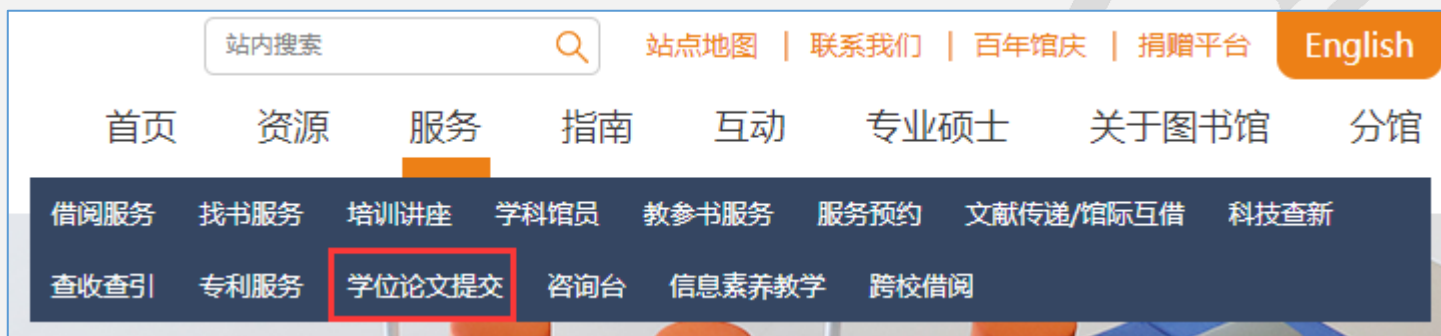 站内搜索 站点地图 | 联系我们 | 百年馆庆 | 捐赠平台 English
首页 资源 服务 指南 互动 专业硕士 关于图书馆 分馆
借阅服务 找书服务 培训讲座 学科馆员 教参书服务 服务预约 文献传递/馆际互借 科技查新
查收查引 专利服务 学位论文提交 咨询台 信息素养教学 跨校借阅